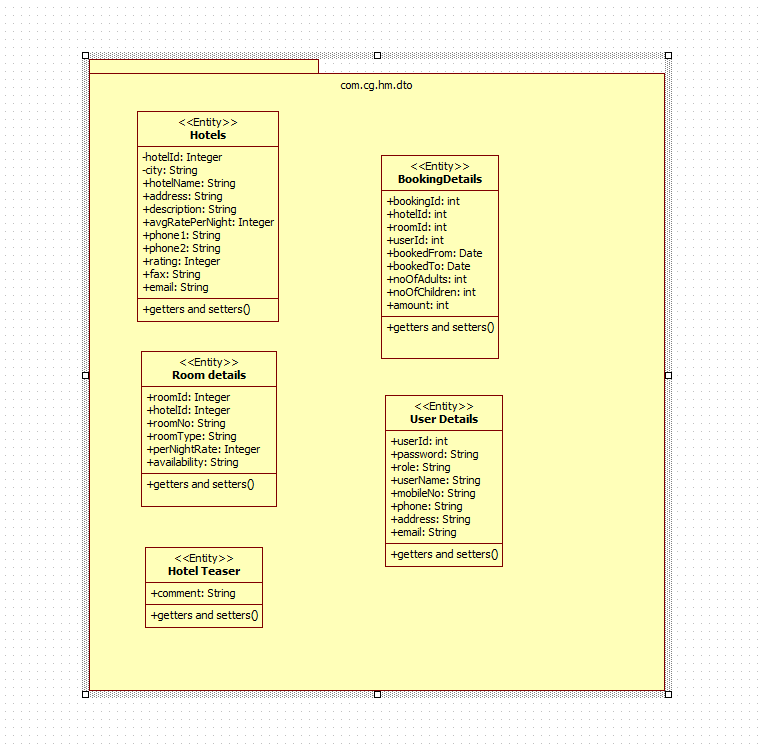 com.cg.hm.dto
<<Entity>>
Hotels
-hotelId: Integer
-city: String
+hotelName: String
+address: String
+description: String
+avgRatePerNight: Integer
+phone1: String
+phone2: String
+rating: Integer
+fax: String
+email: String
+getters and setters()
<<Entity>>
BookingDetails
+bookingId: int
+hotelId: int
+roomId: int
+userId: int
+bookedFrom: Date
+bookedTo: Date
+noOfAdults: int
+noOfChildren: int
+amount: int
+getters and setters()
<<Entity>>
Room details
+roomId: Integer
+hotelId: Integer
+roomNo: String
+roomType: String
+perNightRate: Integer
+availability: String
+getters and setters()
<<Entity>>
User Details
+userId: int
+password: String
+role: String
+userName: String
+mobileNo: String
+phone: String
+address: String
+email: String
+getters and setters()
<<Entity>>
Hotel Teaser
+comment: String
+getters and setters()